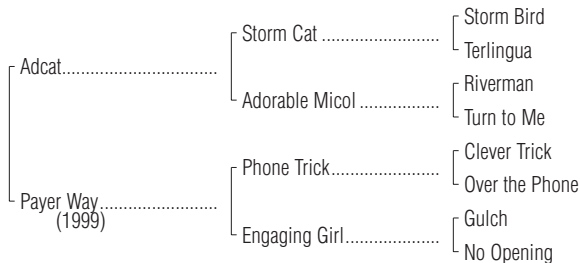 Storm Bird
Storm Cat ........................
Terlingua
Adcat................................
Riverman
Adorable Micol ................
Turn to Me
Clever Trick
Phone Trick......................
Over the Phone
Payer Way........................
(1999)
Gulch
Engaging Girl...................
No Opening